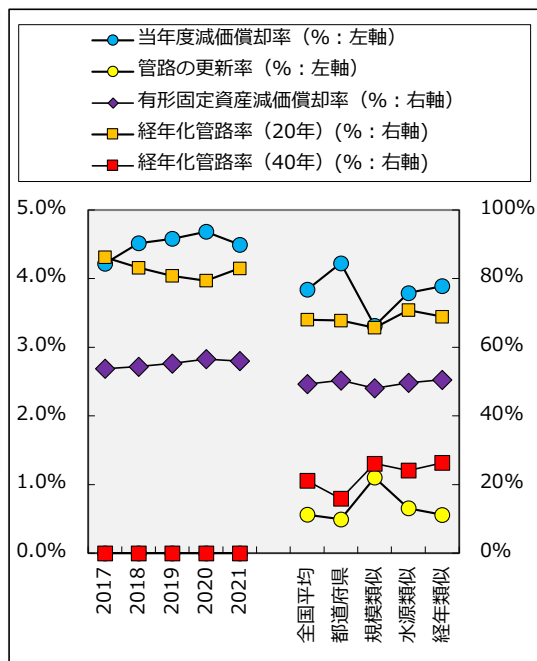 当年度減価償却率（%：左軸）
管路の更新率（%：左軸）
有形固定資産減価償却率（%：右軸）
経年化管路率（20年）(%：右軸)
経年化管路率（40年）(%：右軸)
5.0%
4.0%
3.0%
2.0%
1.0%
0.0%
100%
80%
60%
40%
20%
0%
2017
2018
2019
2020
2021
全国平均
都道府県
規模類似
水源類似
経年類似